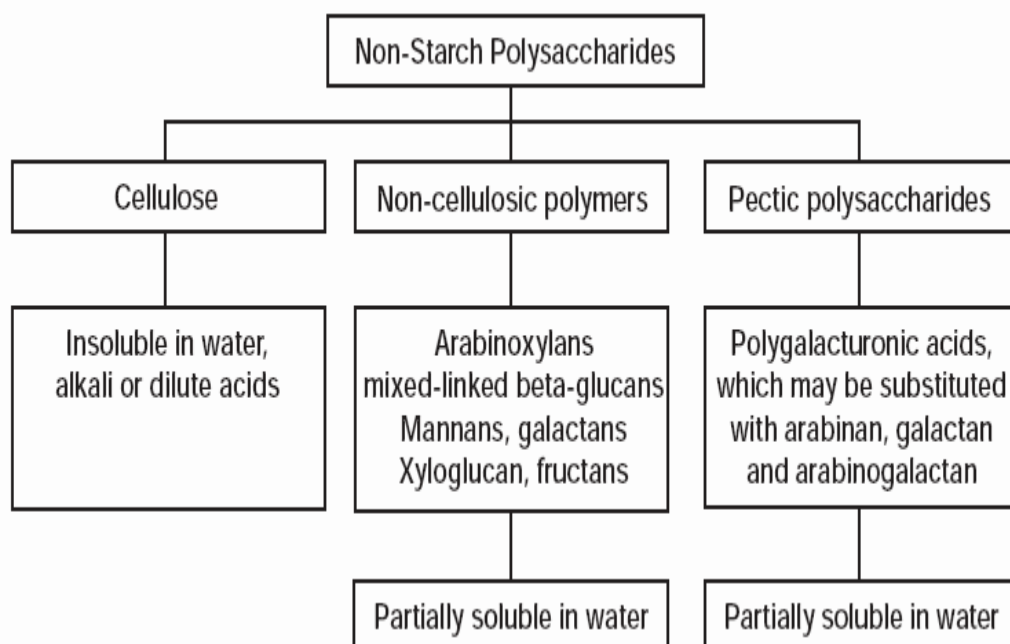 Non-Starch Polysaccharides
Cellulose
Non-cellulosic polymers
Pectic polysaccharides
Insoluble in water,
alkali or dilute acids
Arabinoxylans
mixed-linked beta-glucans
Mannans, galactans
Xyloglucan, fructans
Polygalacturonic acids,
which may be substituted
with arabinan, galactan
and arabinogalactan
Partially soluble in water
Partially soluble in water